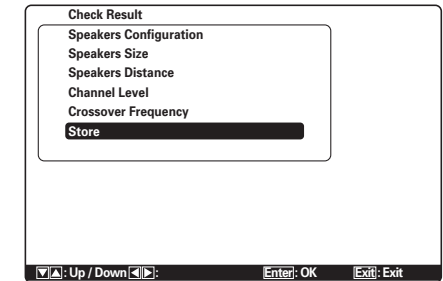 Check Result
Speakers Configuration
Speakers Size
Speakers Distance
Channel Level
Crossover Frequency
Store
▼▲: Up / Down ◀▶: Enter: OK Exit: Exit